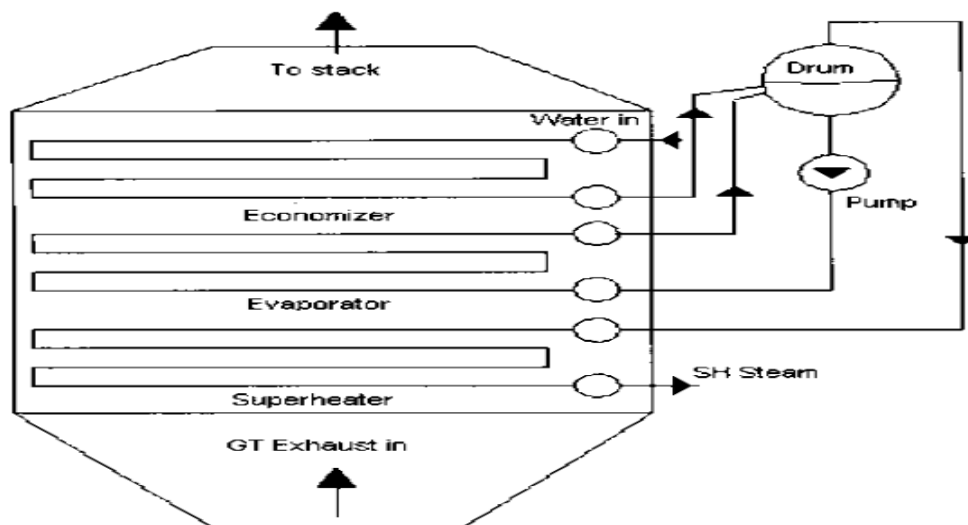 To stack
Drum
Water in
Economizer
Pump
Evaporator
SH Steam
Superheater
GT Exhaust in